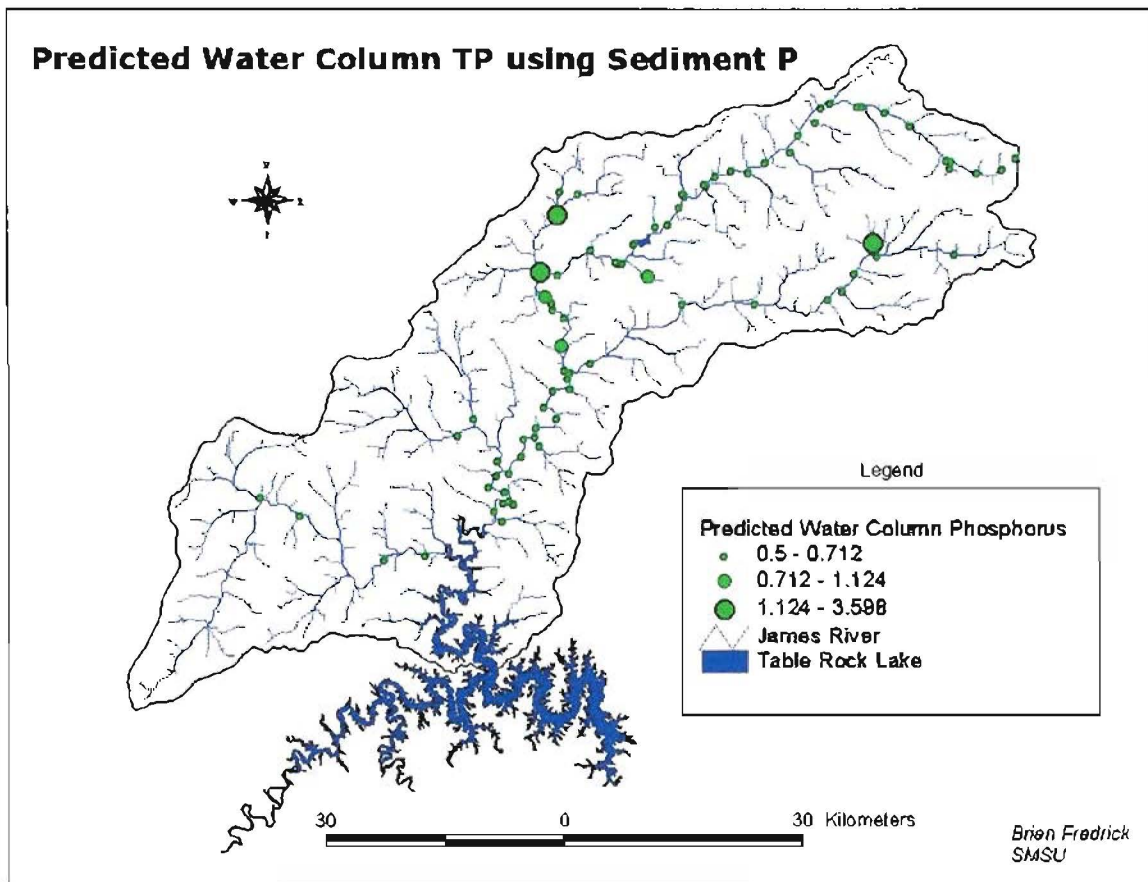 Predicted Water Column TP using Sediment P
Legend
Predicted Water Column Phosphorus
0.5 - 0.712
0.712 - 1.124
1.124 - 3.598
James River
Table Rock Lake
30 0 30 Kilometers
Brian Fredrick
SMSU